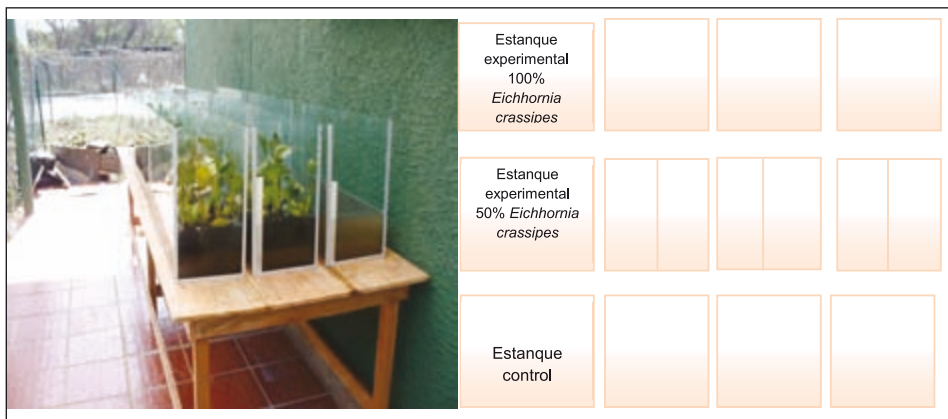 Estanque
experimental
100%
Eichhornia
crassipes
Estanque
experimental
50% Eichhornia
crassipes
Estanque
control